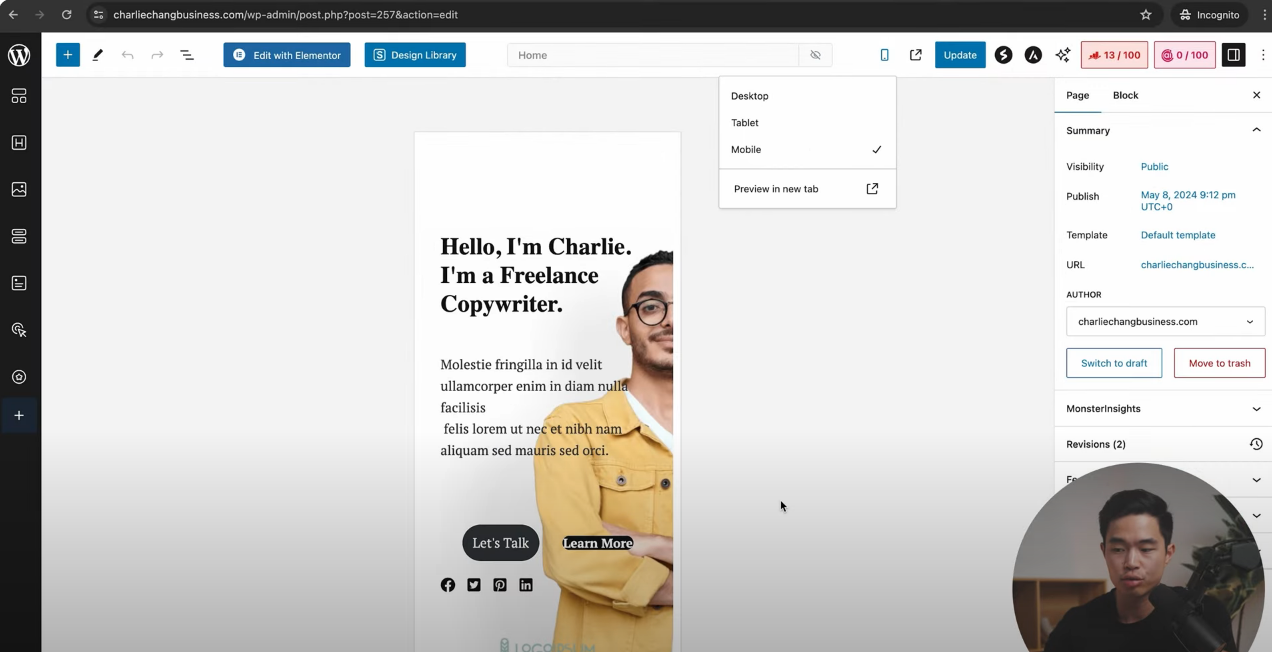 charliechangbusiness.com/wp-admin/post.php?post=257&action=edit
Incognito
Edit with Elementor
Design Library
Home
Update
13 / 100
0 / 100
Desktop
Tablet
Mobile
Preview in new tab
Page
Block
Summary
Visibility
Public
Publish
May 8, 2024 9:12 pm
UTC+0
Template
Default template
URL
charliechangbusiness.c...
AUTHOR
charliechangbusiness.com
Switch to draft
Move to trash
MonsterInsights
Revisions (2)
Hello, I'm Charlie.
I'm a Freelance
Copywriter.
Molestie fringilla in id velit
ullamcorper enim in diam nulla
facilisis
felis lorem ut nec et nibh nam
aliquam sed mauris sed orci.
Let's Talk
Learn More
LOGOIPSUM